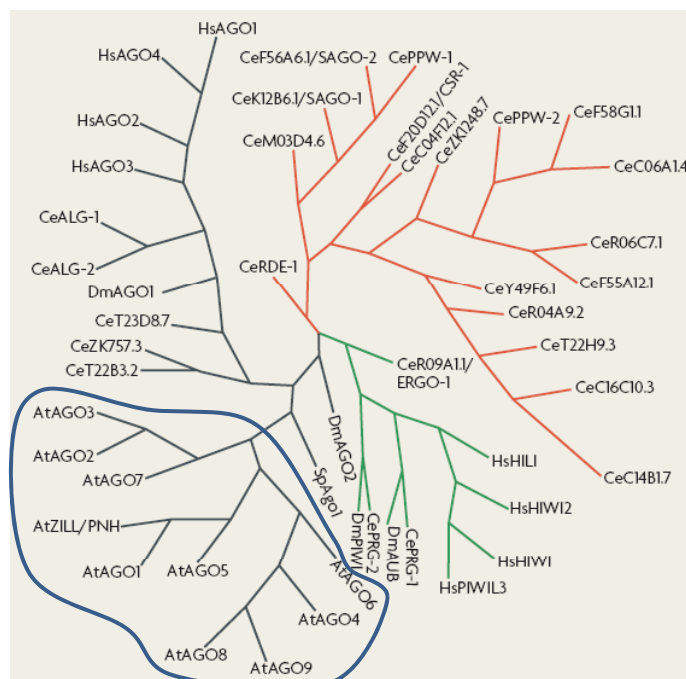 HsAGO1
HsAGO4
CeF56A6.1/SAGO-2
CePPW-1
CeK12B6.1/SAGO-1
CeF20D12.1/CSR-1
CeC04F12.1
CeZK1248.7
CePPW-2
CeF58G1.1
HsAGO2
CeM03D4.6
HsAGO3
CeC06A1.4
CeALG-1
CeR06C7.1
CeALG-2
CeRDE-1
CeF55A12.1
DmAGO1
CeY49F6.1
CeR04A9.2
CeT23D8.7
CeZK757.3
CeT22H9.3
CeT22B3.2
CeR09A1.1/
ERGO-1
CeC16C10.3
AtAGO3
DmAGO2
AtAGO2
HsHILI
AtAGO7
SpAgo1
CeC14B1.7
HsHIWI2
AtZILL/PNH
DmPIWI
CePRG-2
DmAUB
CePRG-1
AtAGO1
AtAGO5
AtAGO6
HsHIWI
HsPIWIL3
AtAGO4
AtAGO8
AtAGO9